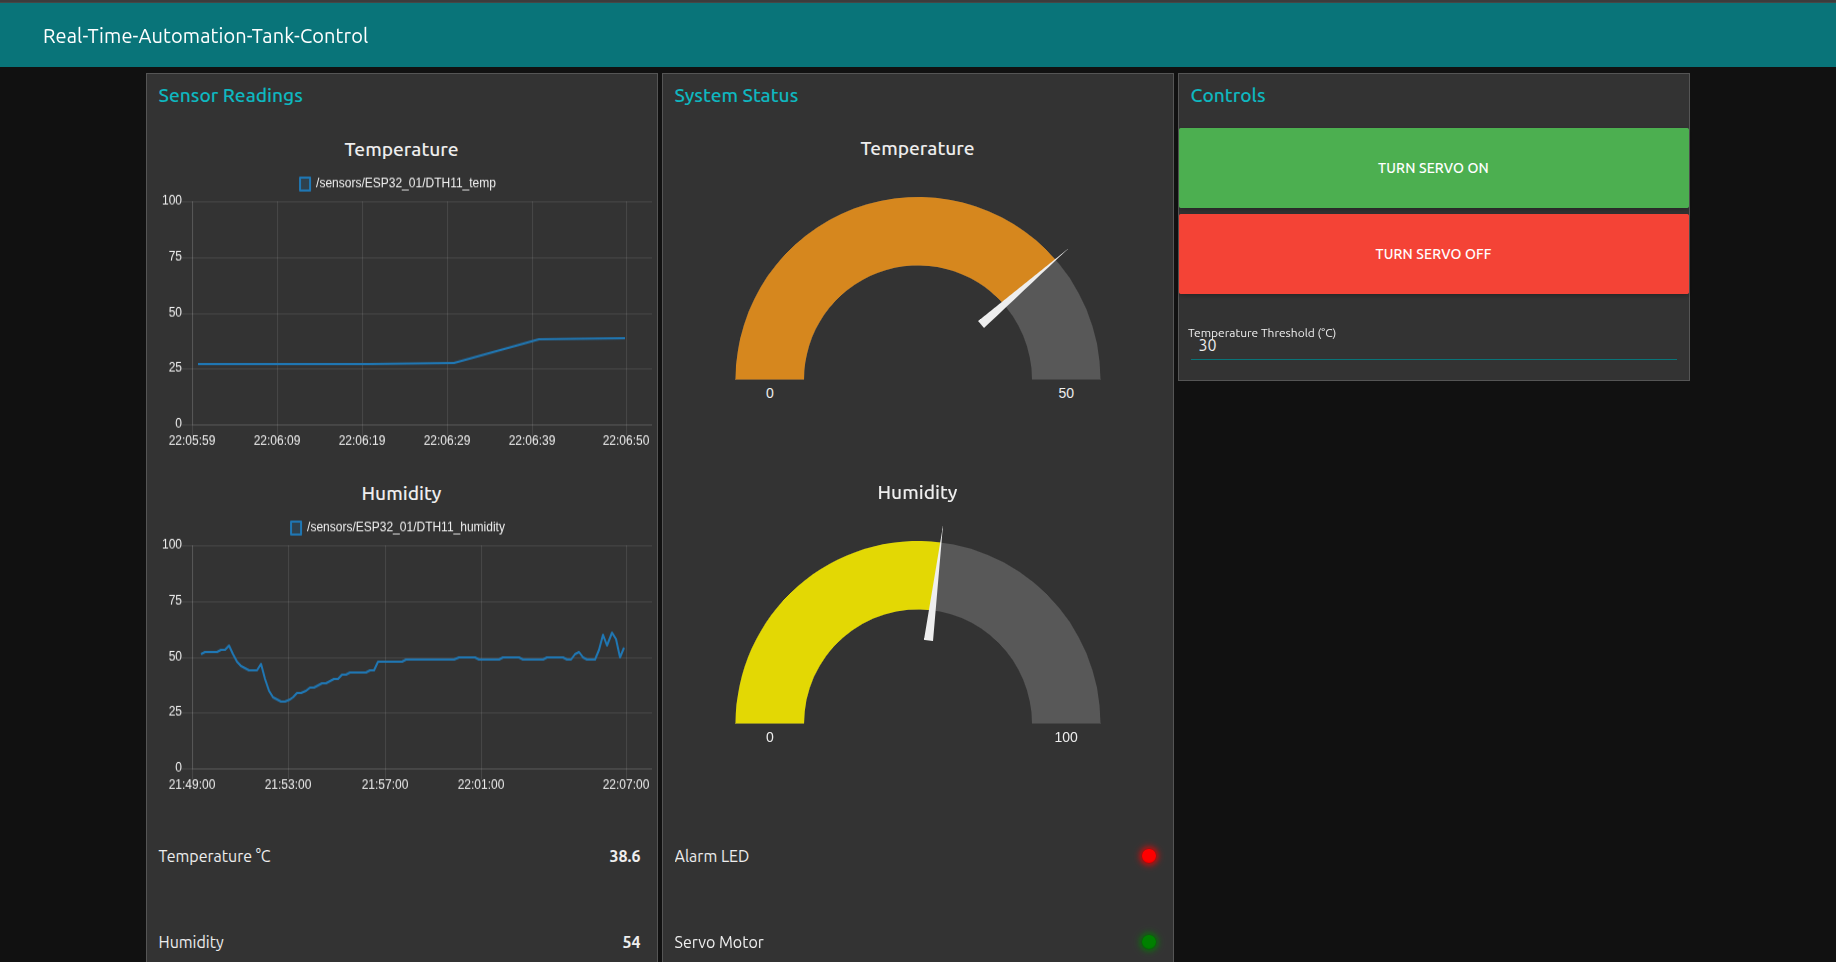 Real-Time-Automation-Tank-Control
Sensor Readings
Temperature
/sensors/ESP32_01/DTH11_temp
100
75
50
25
0
22:05:59 22:06:09 22:06:19 22:06:29 22:06:39 22:06:50
Humidity
/sensors/ESP32_01/DTH11_humidity
100
75
50
25
0
21:49:00 21:53:00 21:57:00 22:01:00 22:07:00
Temperature °C 38.6
Humidity 54
System Status
Temperature
0 50
Humidity
0 100
Alarm LED
Servo Motor
Controls
TURN SERVO ON
TURN SERVO OFF
Temperature Threshold (°C)
30